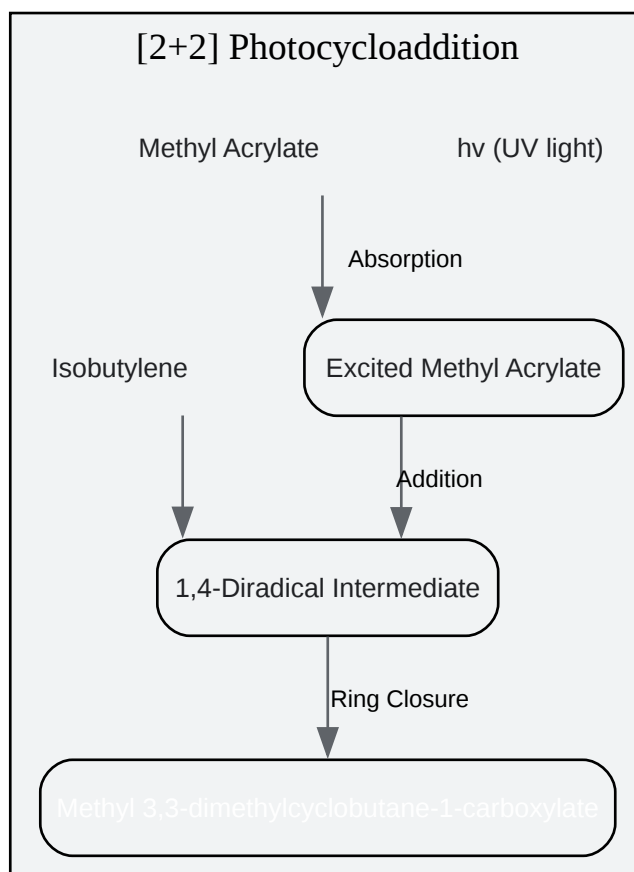 [2+2] Photocycloaddition
Methyl Acrylate
hv (UV light)
Absorption
Isobutylene
Excited Methyl Acrylate
Addition
1,4-Diradical Intermediate
Ring Closure
Methyl 3,3-dimethylcyclobutane-1-carboxylate